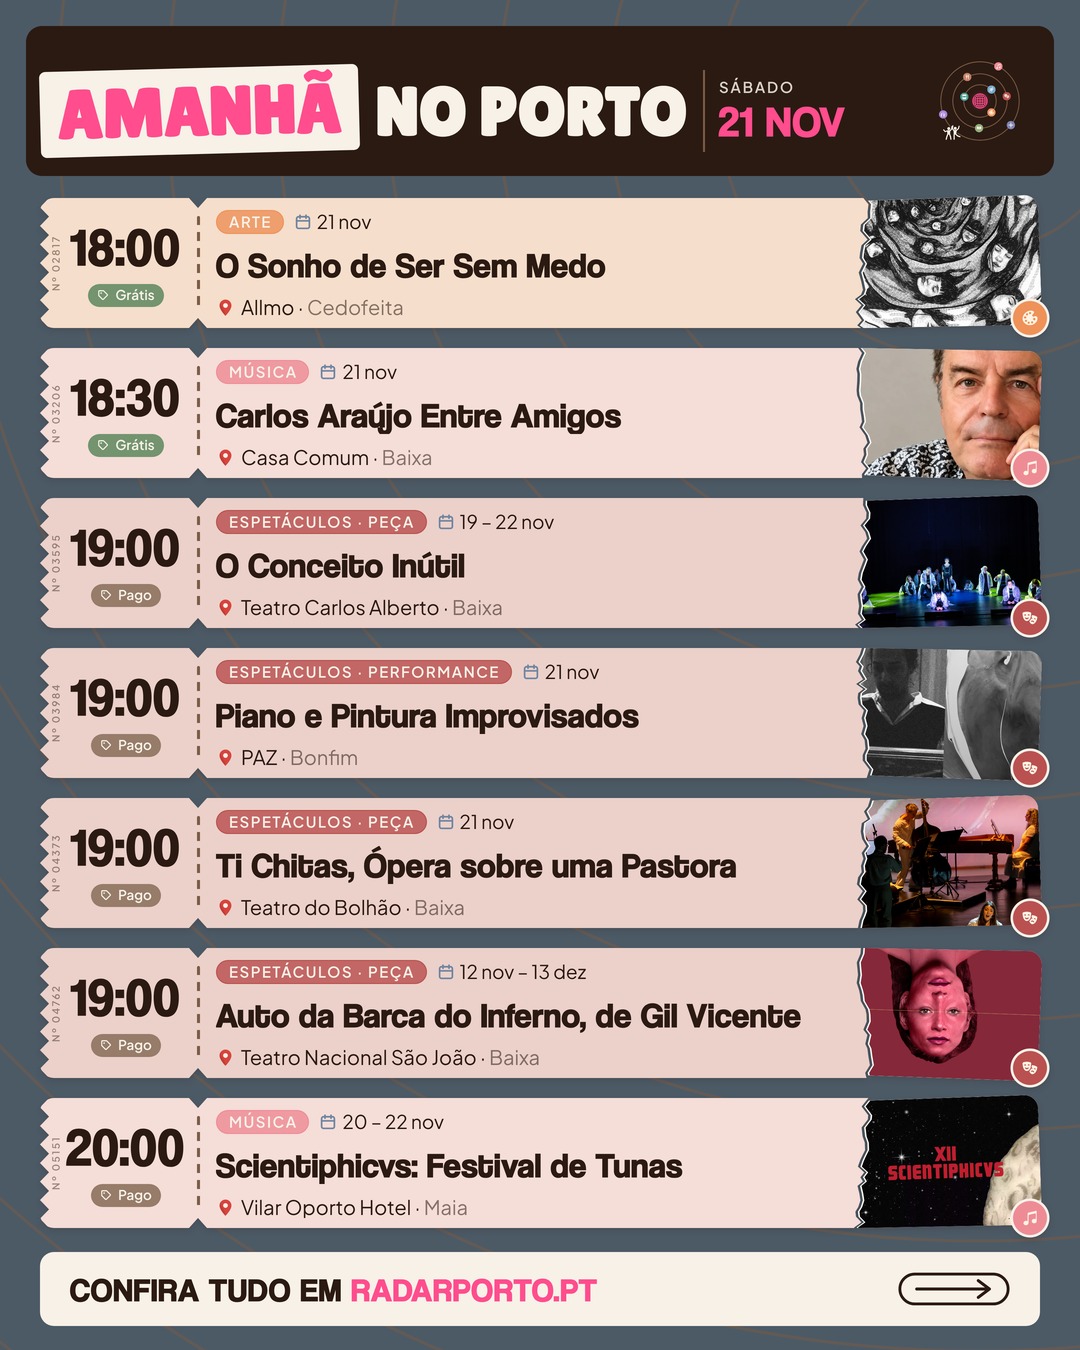 AMANHÃ NO PORTO
SÁBADO
21 NOV
Nº 02817
18:00
Grátis
ARTE
21 nov
O Sonho de Ser Sem Medo
Allmo · Cedofeita
Nº 03206
18:30
Grátis
MÚSICA
21 nov
Carlos Araújo Entre Amigos
Casa Comum · Baixa
Nº 03595
19:00
Pago
ESPETÁCULOS · PEÇA
19 – 22 nov
O Conceito Inútil
Teatro Carlos Alberto · Baixa
Nº 03984
19:00
Pago
ESPETÁCULOS · PERFORMANCE
21 nov
Piano e Pintura Improvisados
PAZ · Bonfim
Nº 04373
19:00
Pago
ESPETÁCULOS · PEÇA
21 nov
Ti Chitas, Ópera sobre uma Pastora
Teatro do Bolhão · Baixa
Nº 04762
19:00
Pago
ESPETÁCULOS · PEÇA
12 nov – 13 dez
Auto da Barca do Inferno, de Gil Vicente
Teatro Nacional São João · Baixa
Nº 05151
20:00
Pago
MÚSICA
20 – 22 nov
Scientiphicvs: Festival de Tunas
Vilar Oporto Hotel · Maia
XII
SCIENTIPHICVS
CONFIRA TUDO EM RADARPORTO.PT